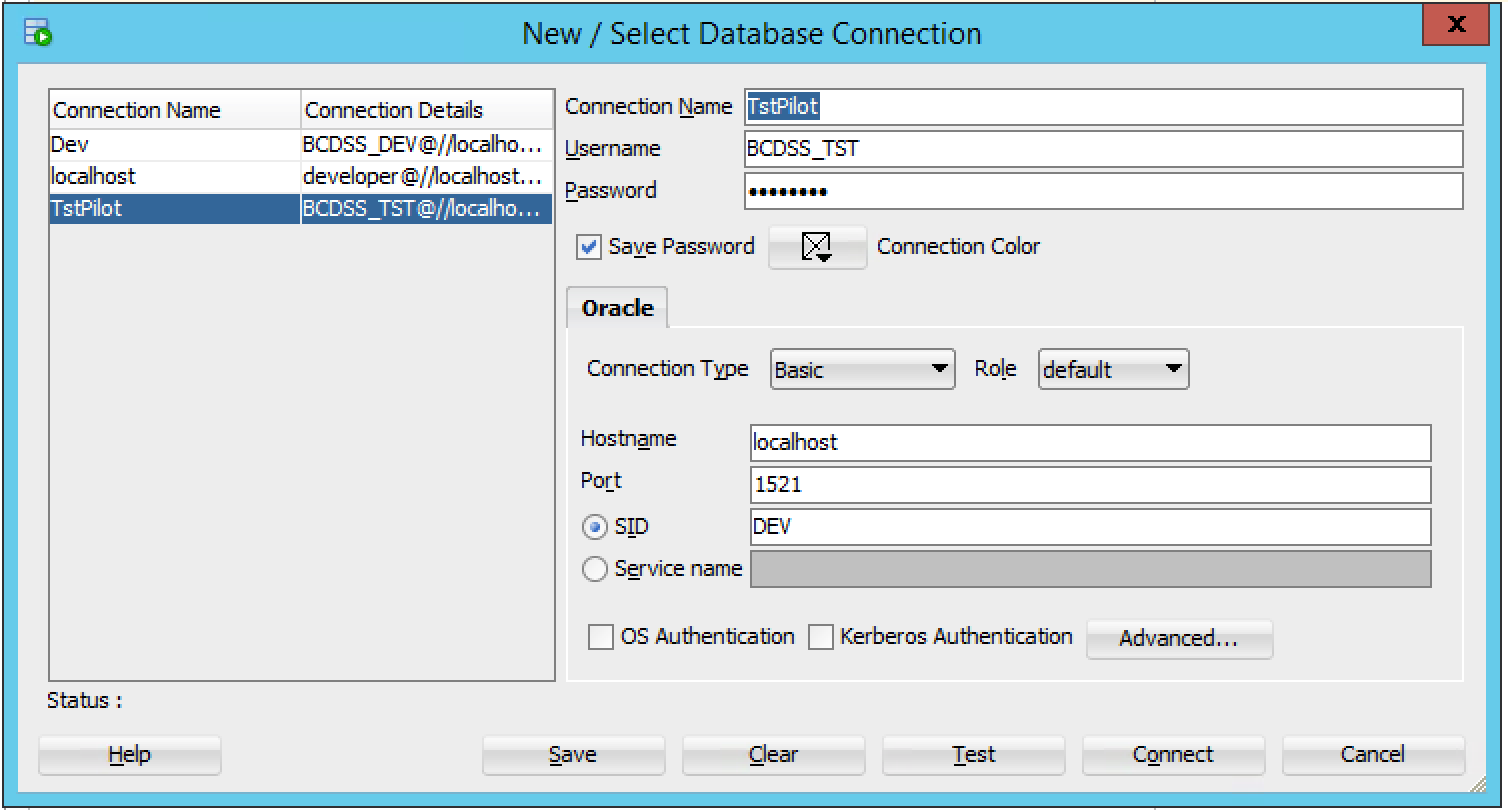 New / Select Database Connection
X
Connection Name Connection Details
Dev BCDSS_DEV@//localho...
localhost developer@//localhost...
TstPilot BCDSS_TST@//localho...
Connection Name TstPilot
Username BCDSS_TST
Password ••••••••
Save Password Connection Color
Oracle
Connection Type Basic Role default
Hostname localhost
Port 1521
SID DEV
Service name
OS Authentication Kerberos Authentication Advanced...
Status :
Help Save Clear Test Connect Cancel